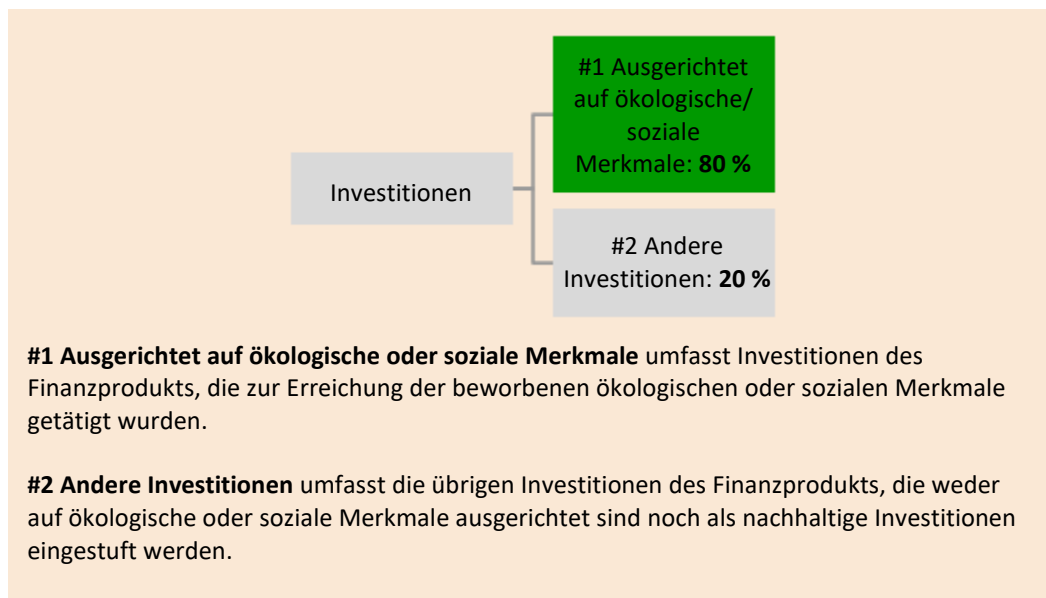 #1 Ausgerichtet
auf ökologische/
soziale
Merkmale: 80 %
Investitionen
#2 Andere
Investitionen: 20 %
#1 Ausgerichtet auf ökologische oder soziale Merkmale umfasst Investitionen des
Finanzprodukts, die zur Erreichung der beworbenen ökologischen oder sozialen Merkmale
getätigt wurden.
#2 Andere Investitionen umfasst die übrigen Investitionen des Finanzprodukts, die weder
auf ökologische oder soziale Merkmale ausgerichtet sind noch als nachhaltige Investitionen
eingestuft werden.